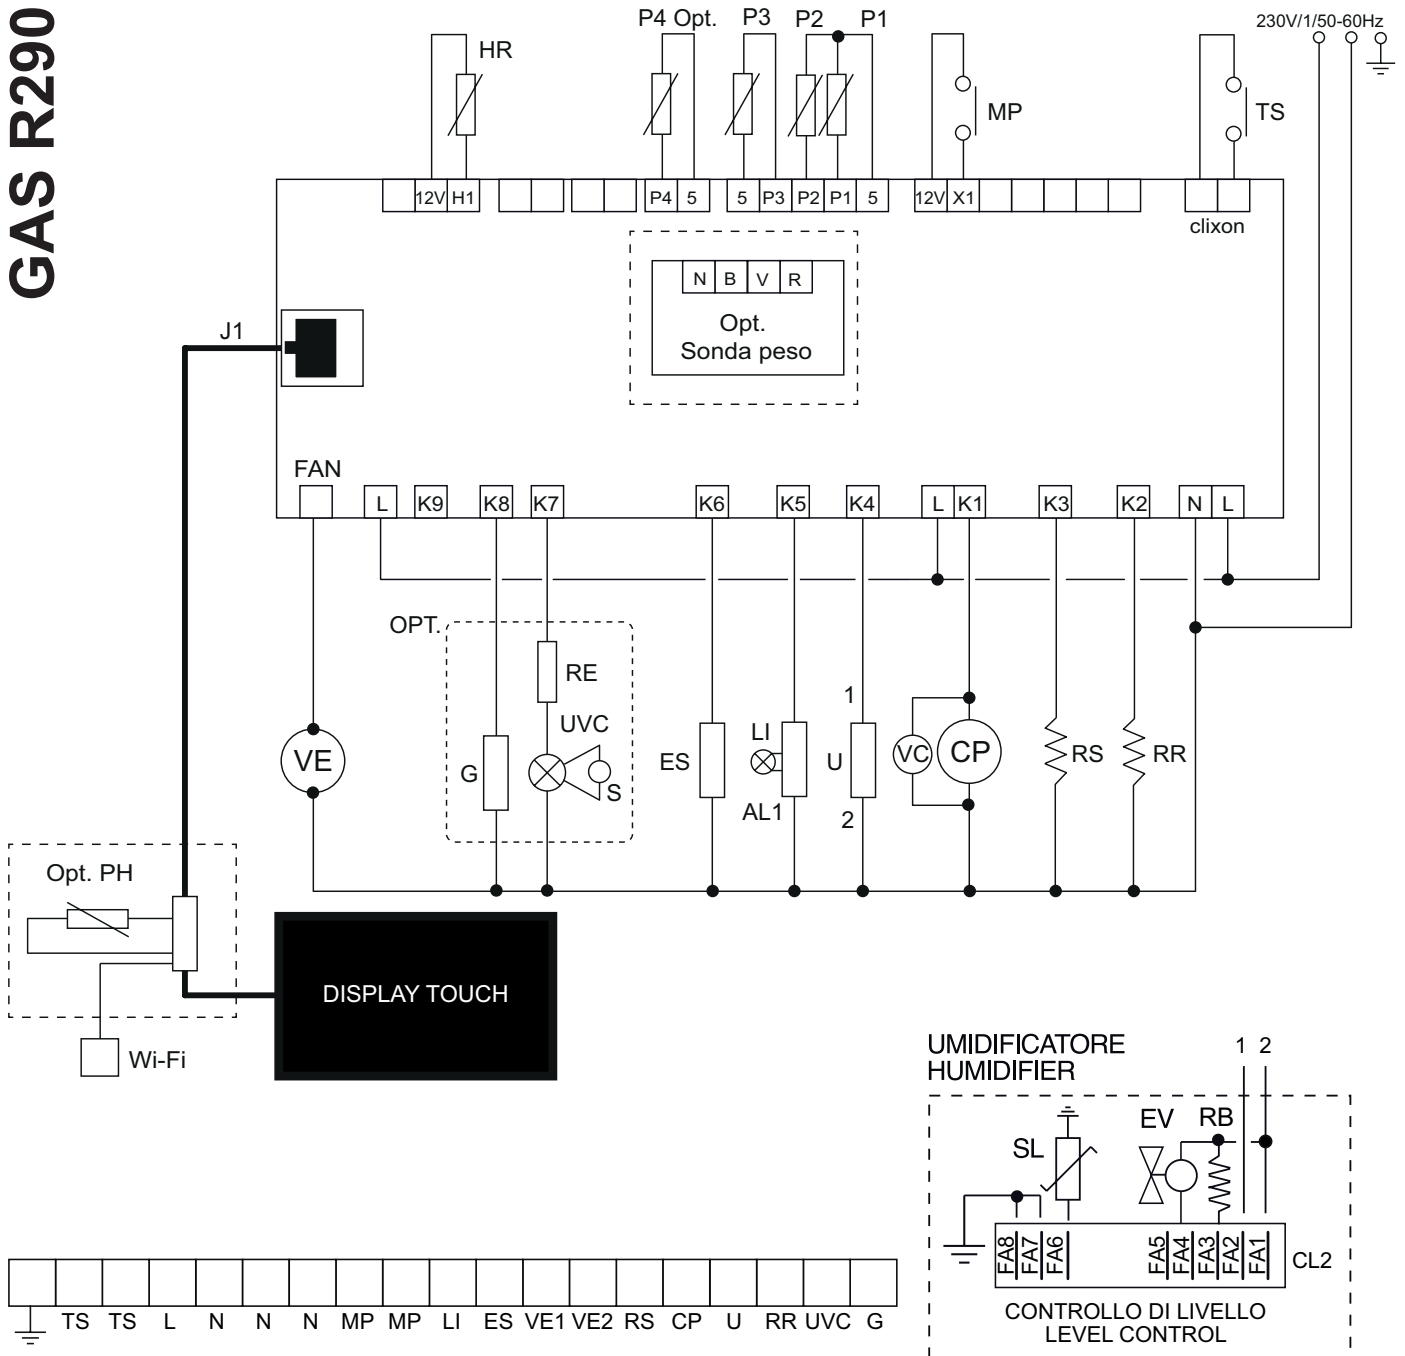 GAS R290
HR
P4 Opt.
P3
P2
P1
230V/1/50-60Hz
MP
TS
12V H1
P4 5
5 P3 P2 P1 5
12V X1
clixon
N B V R
Opt.
Sonda peso
J1
FAN
L K9 K8 K7 K6 K5 K4 L K1 K3 K2 N L
OPT.
RE
UVC
G
S
ES
LI
AL1
1
U
2
VE
VC
CP
RS
RR
Opt. PH
DISPLAY TOUCH
Wi-Fi
UMIDIFICATORE
HUMIDIFIER
1 2
SL
EV
RB
FA8 FA7 FA6 FA5 FA4 FA3 FA2 FA1
CL2
CONTROLLO DI LIVELLO
LEVEL CONTROL
TS TS L N N N MP MP LI ES VE1 VE2 RS CP U RR UVC G